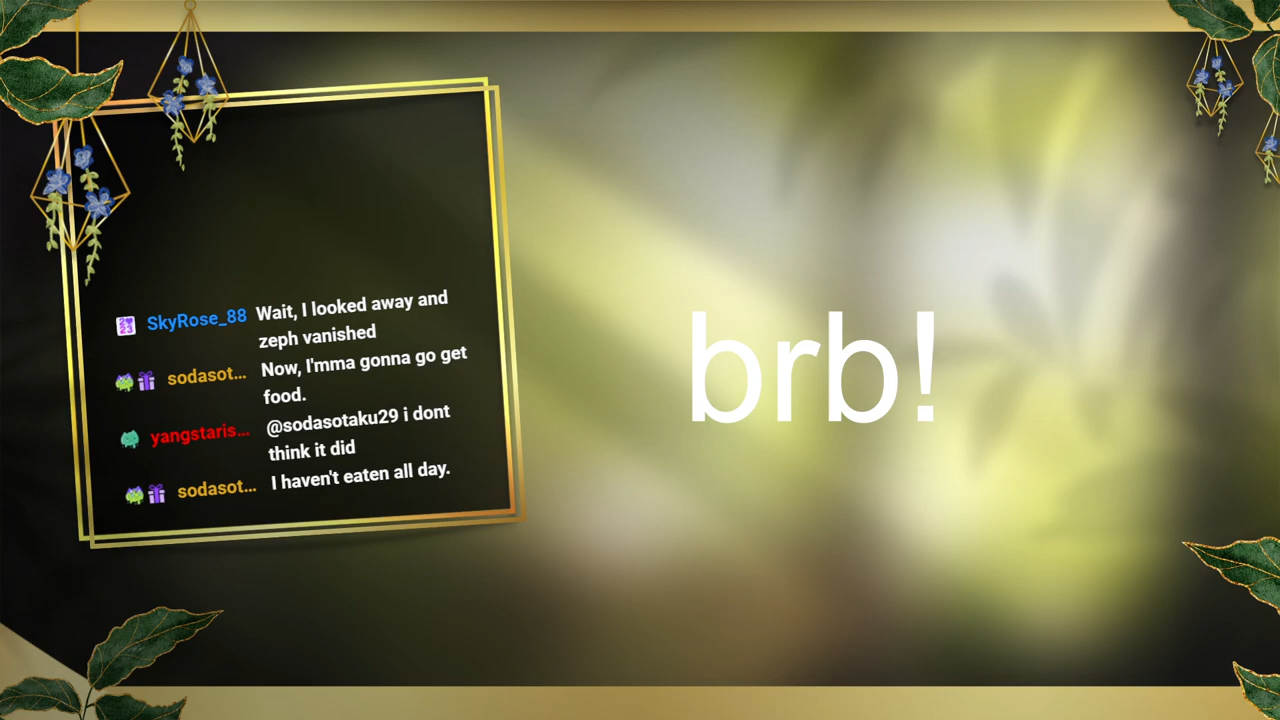 SkyRose_88 Wait, I looked away and
zeph vanished
sodasot... Now, I'mma gonna go get
food.
yangstaris... @sodasotaku29 i dont
think it did
sodasot... I haven't eaten all day.
brb!